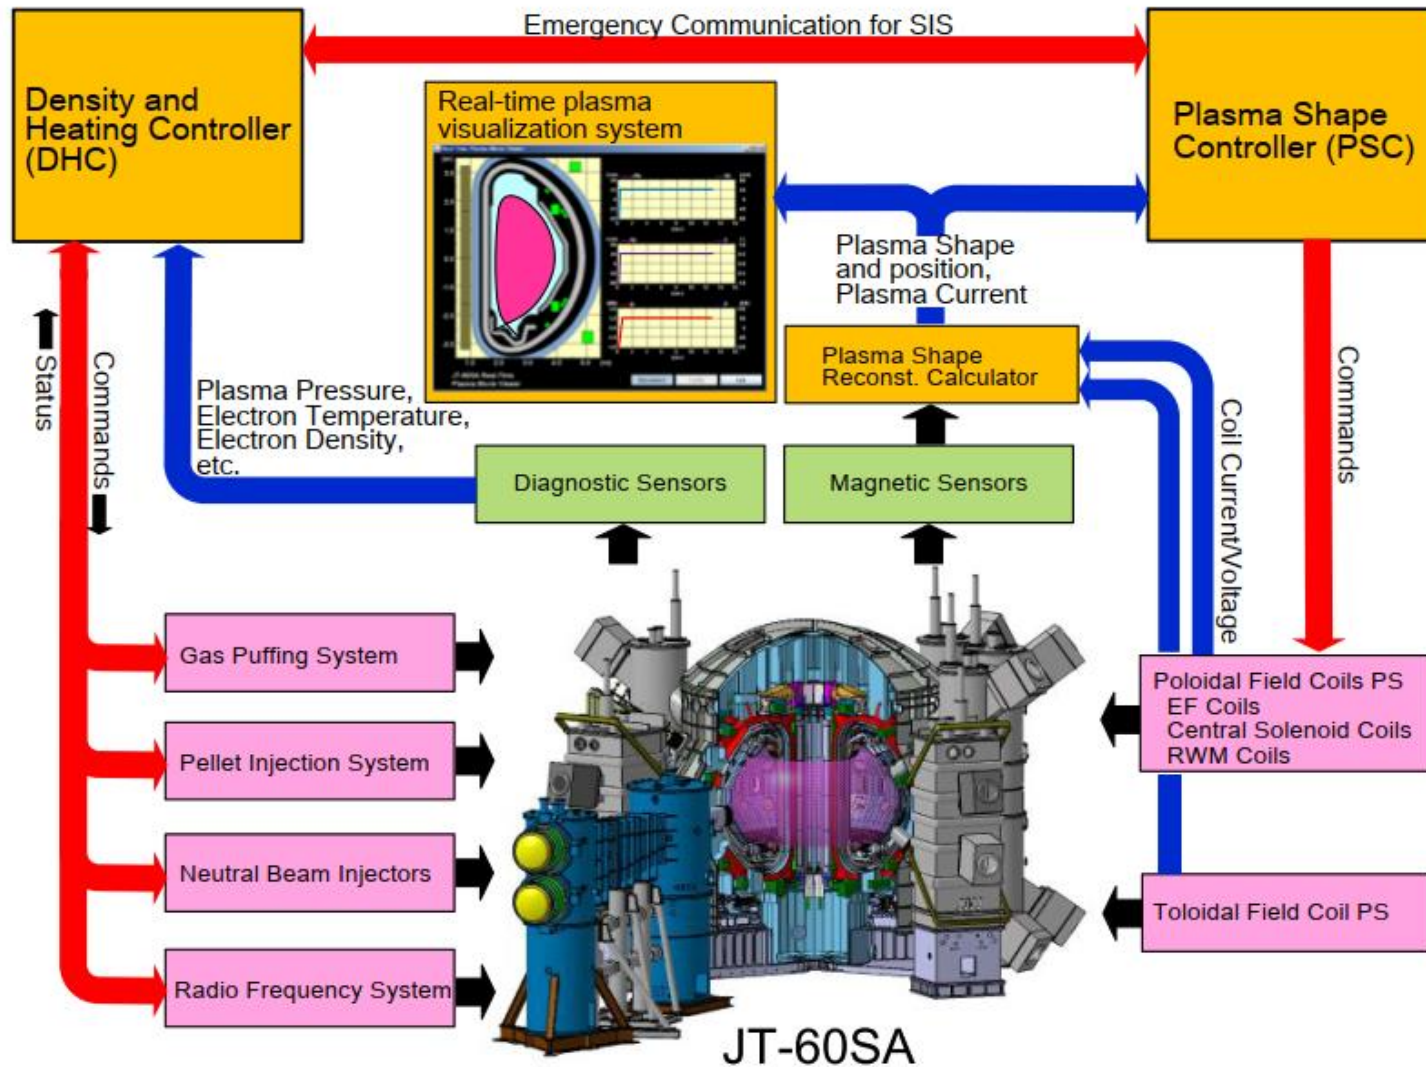 Emergency Communication for SIS
Density and
Heating Controller
(DHC)
Real-time plasma
visualization system
Plasma Shape
Controller (PSC)
Plasma Shape
and position,
Plasma Current
Status
Commands
Plasma Pressure,
Electron Temperature,
Electron Density,
etc.
Plasma Shape
Reconst. Calculator
Coil Current/Voltage
Commands
Diagnostic Sensors
Magnetic Sensors
Gas Puffing System
Pellet Injection System
Neutral Beam Injectors
Radio Frequency System
Poloidal Field Coils PS
EF Coils
Central Solenoid Coils
RWM Coils
Toloidal Field Coil PS
JT-60SA